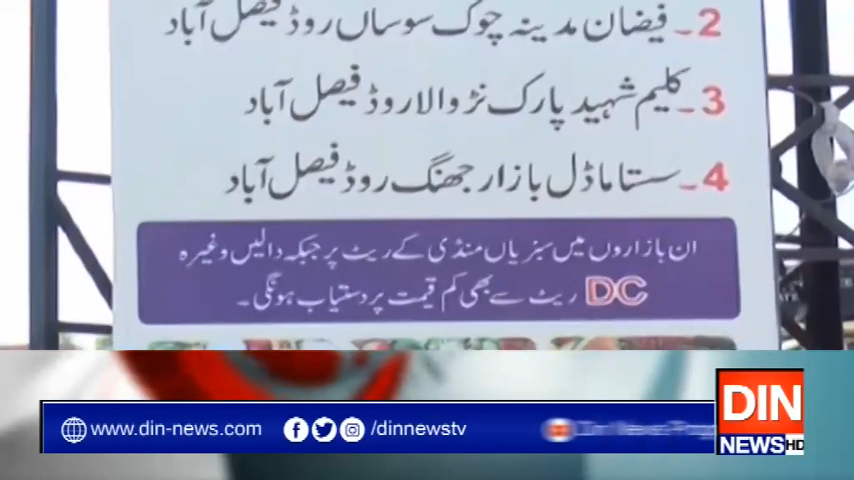 2۔ فیضان مدینہ چوک سوساں روڈ فیصل آباد
3۔ کلیم شہید پارک نڑوالا روڈ فیصل آباد
4۔ سستا ماڈل بازار جھنگ روڈ فیصل آباد
ان بازاروں میں سبزیاں منڈی کے ریٹ پر جبکہ دالیں وغیرہ
DC ریٹ سے بھی کم قیمت پر دستیاب ہونگی۔
www.din-news.com /dinnewstv
DIN
NEWS HD